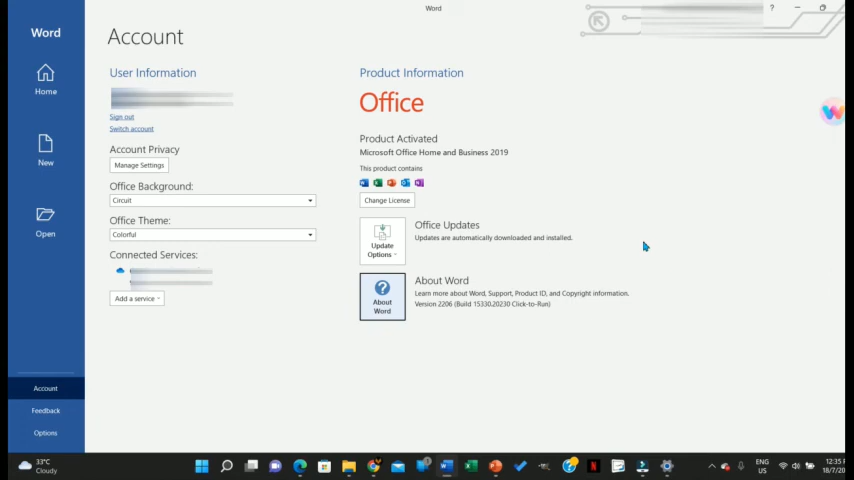 Word
Word
Account
Home
New
Open
Account
Feedback
Options
User Information
Sign out
Switch account
Account Privacy
Manage Settings
Office Background:
Circuit
Office Theme:
Colorful
Connected Services:
Add a service
Product Information
Office
Product Activated
Microsoft Office Home and Business 2019
This product contains
Change License
Update
Options
Office Updates
Updates are automatically downloaded and installed.
About
Word
About Word
Learn more about Word, Support, Product ID, and Copyright information.
Version 2206 (Build 15330.20230 Click-to-Run)
33°C
Cloudy
ENG
US
12:35